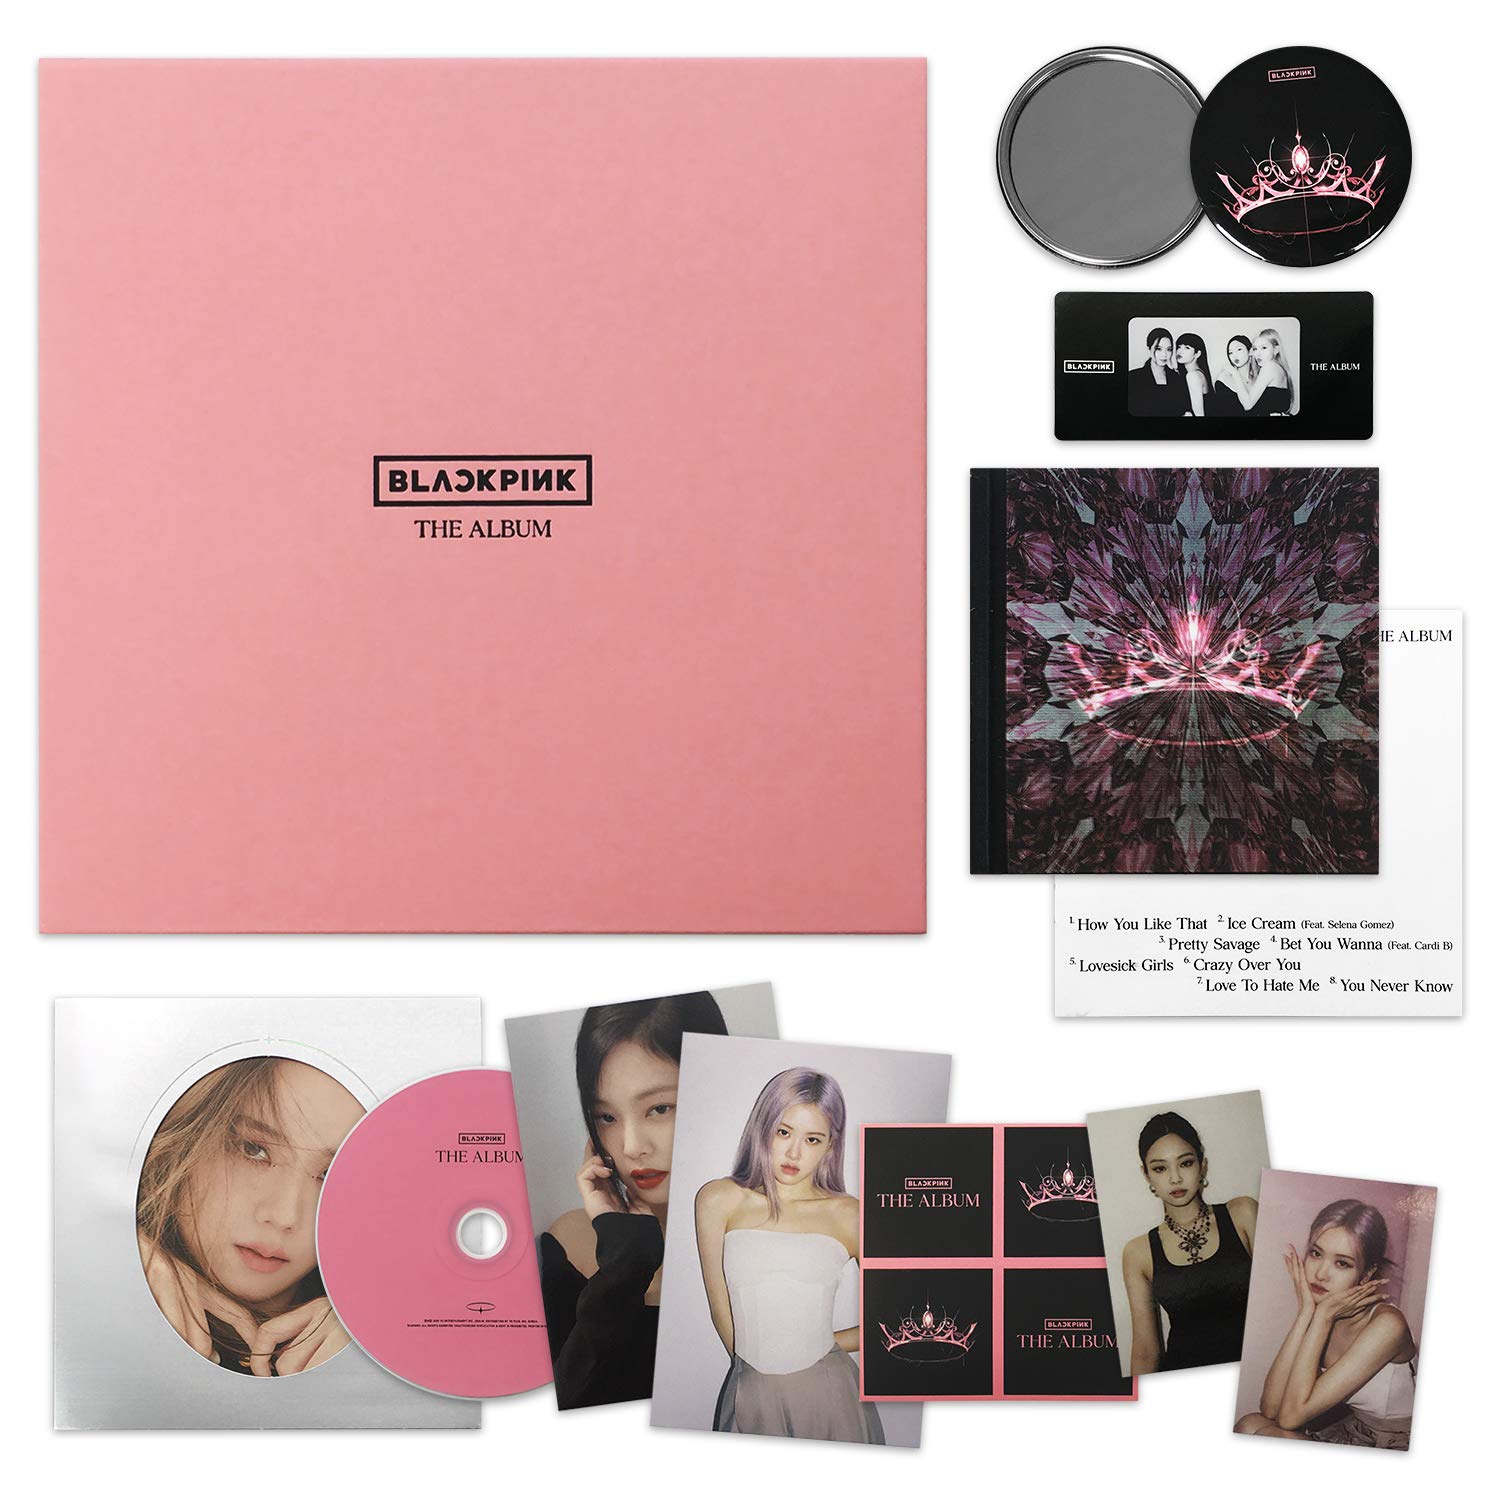 BLACKPINK
THE ALBUM
BLACKPINK
BLACKPINK
THE ALBUM
HE ALBUM
1. How You Like That 2. Ice Cream (Feat. Selena Gomez)
3. Pretty Savage 4. Bet You Wanna (Feat. Cardi B)
5. Lovesick Girls 6. Crazy Over You
7. Love To Hate Me 8. You Never Know
BLACKPINK
THE ALBUM
BLACKPINK
THE ALBUM
BLACKPINK
THE ALBUM